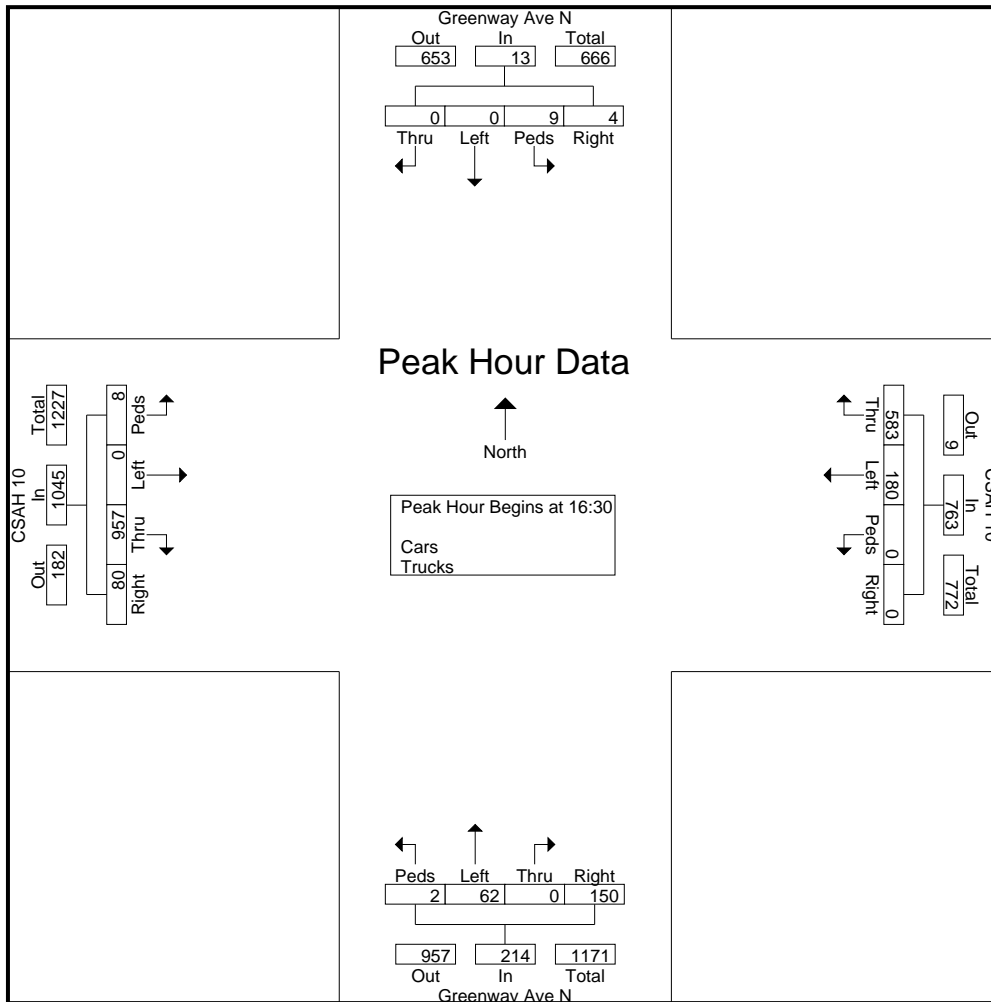 Greenway Ave N
Out In Total
653 13 666
0 0 9 4
Thru Left Peds Right
Peak Hour Data
North
Peak Hour Begins at 16:30
Cars
Trucks
CSAH 10
Out In Total
182 1045 1227
80 957 0 8
Right Thru Left Peds
CSAH 10
Out In Total
9 763 772
583 180 0 0
Thru Left Peds Right
Peds Left Thru Right
2 62 0 150
957 214 1171
Out In Total
Greenway Ave N